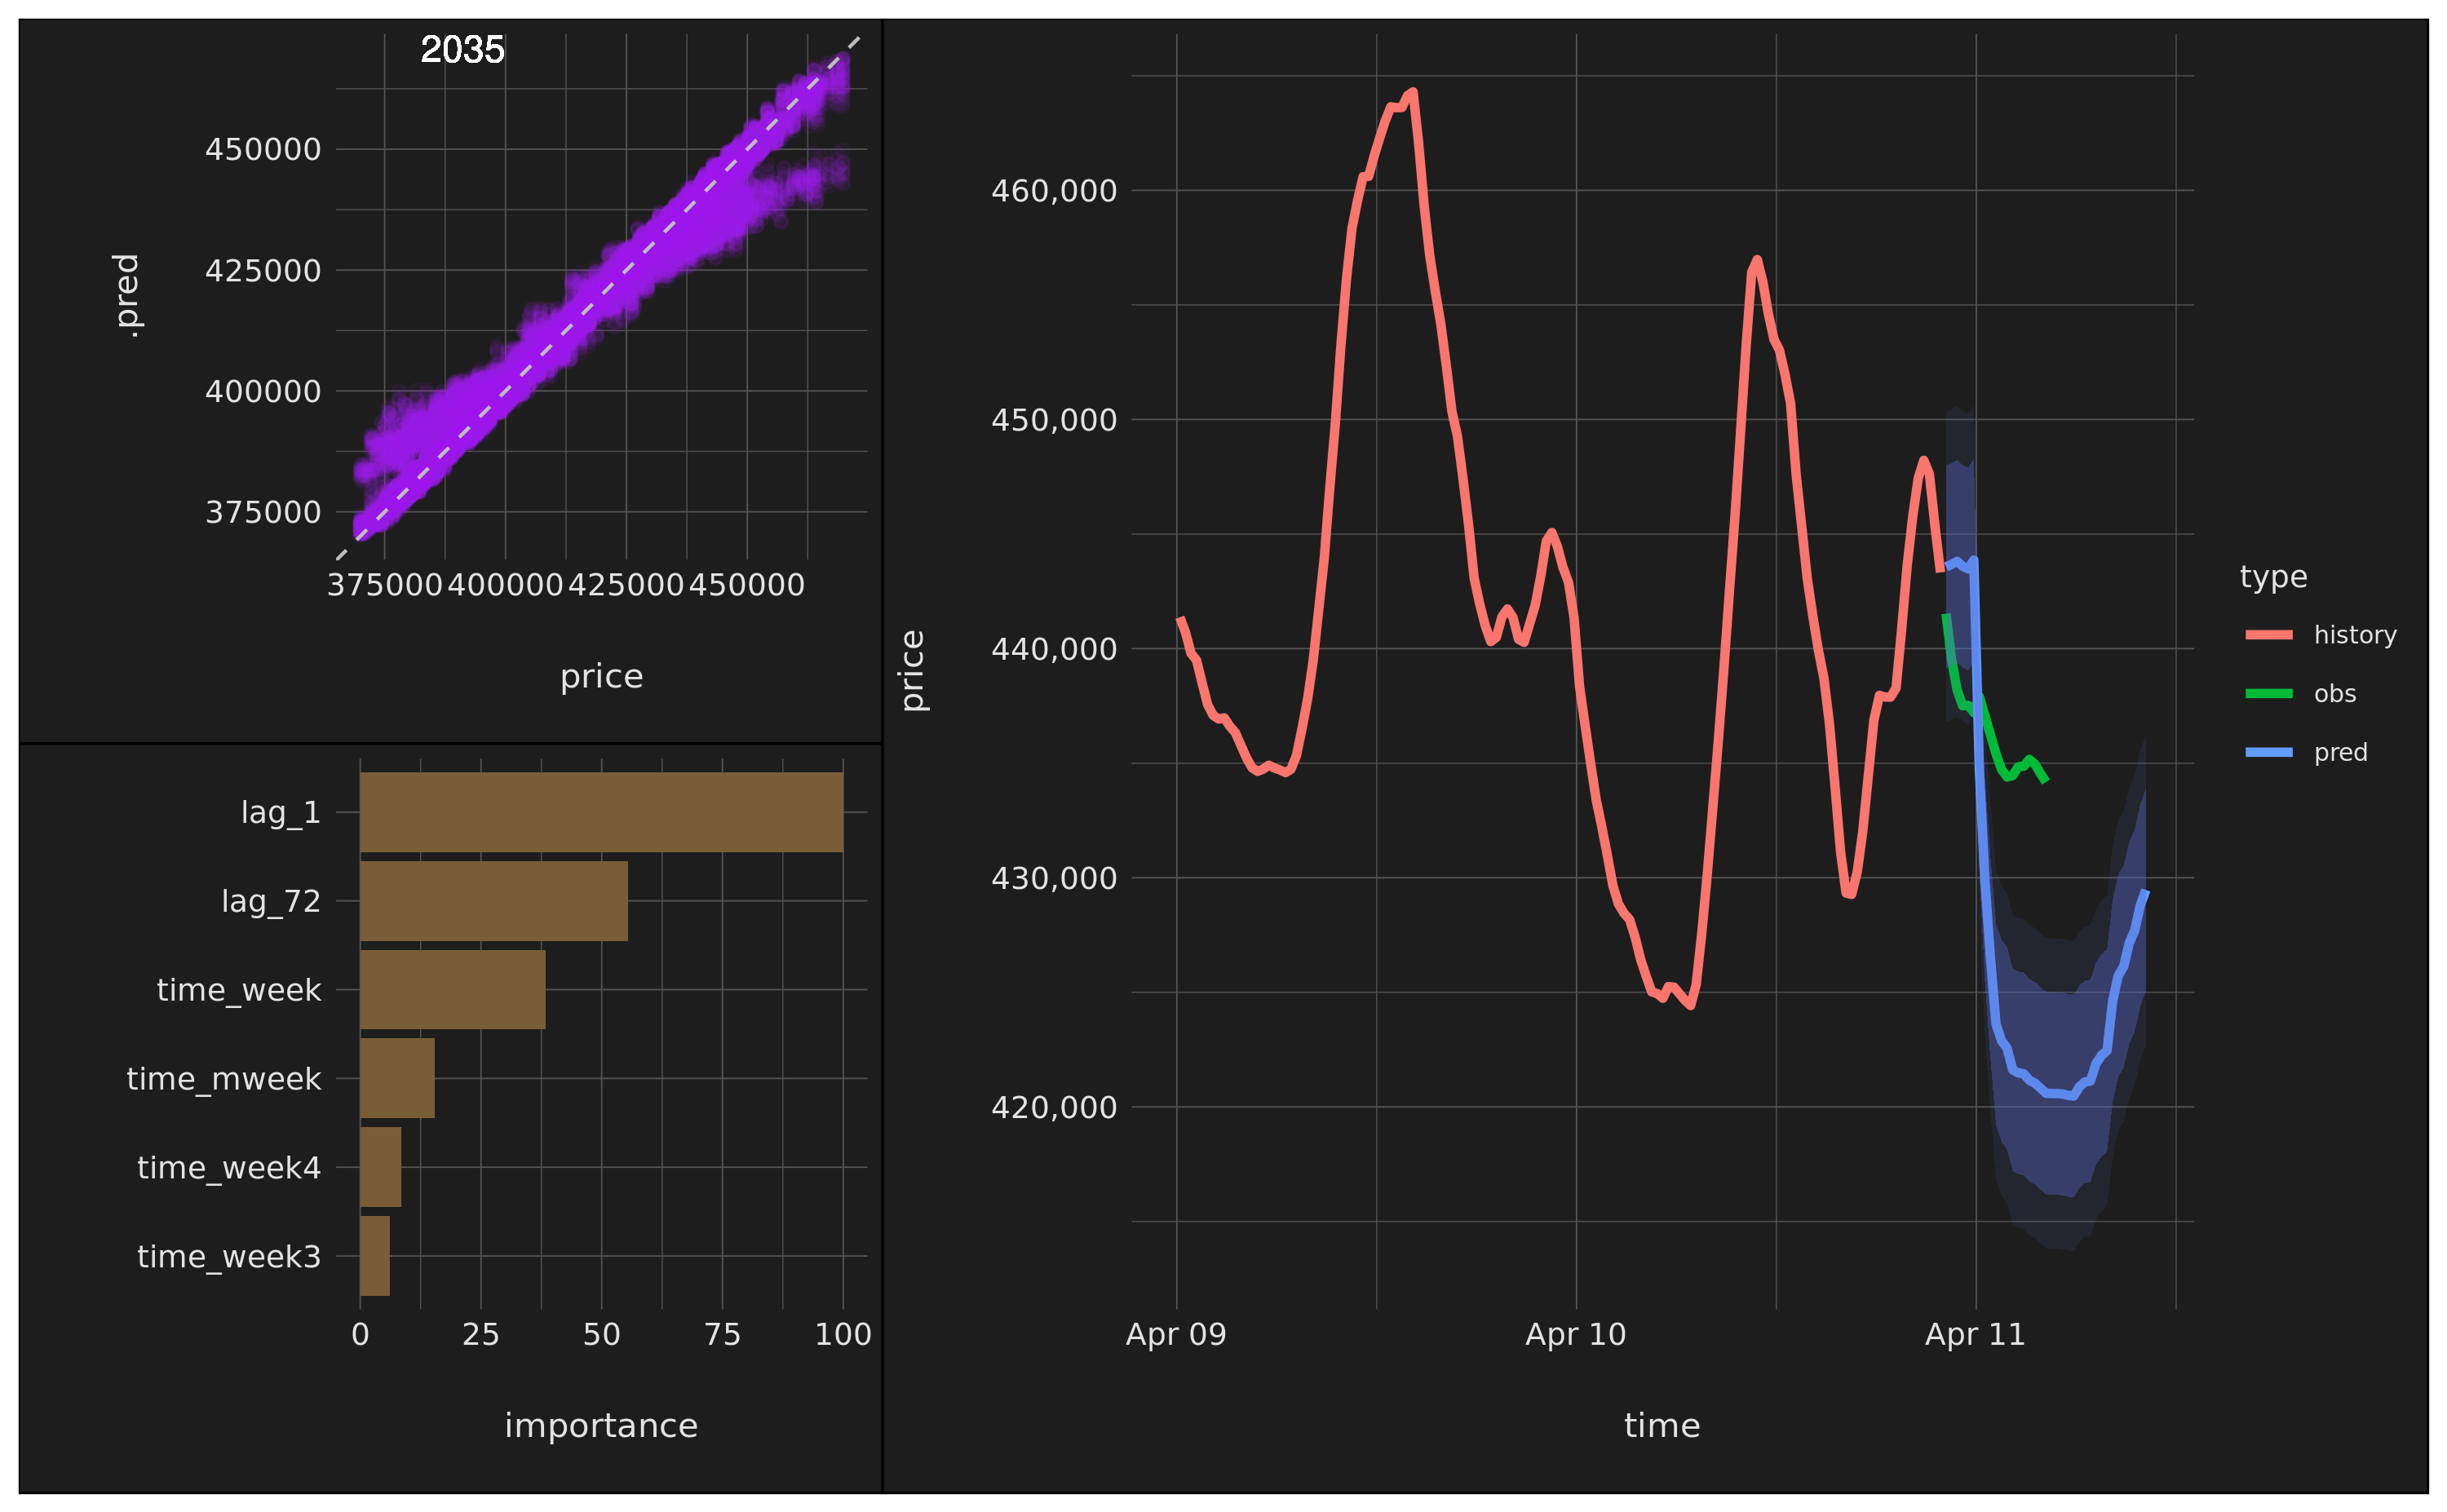 2035
.pred
450000
425000
400000
375000
375000 400000 425000 450000
price
lag_1
lag_72
time_week
time_mweek
time_week4
time_week3
0 25 50 75 100
importance
price
460,000
450,000
440,000
430,000
420,000
Apr 09 Apr 10 Apr 11
time
type
history
obs
pred